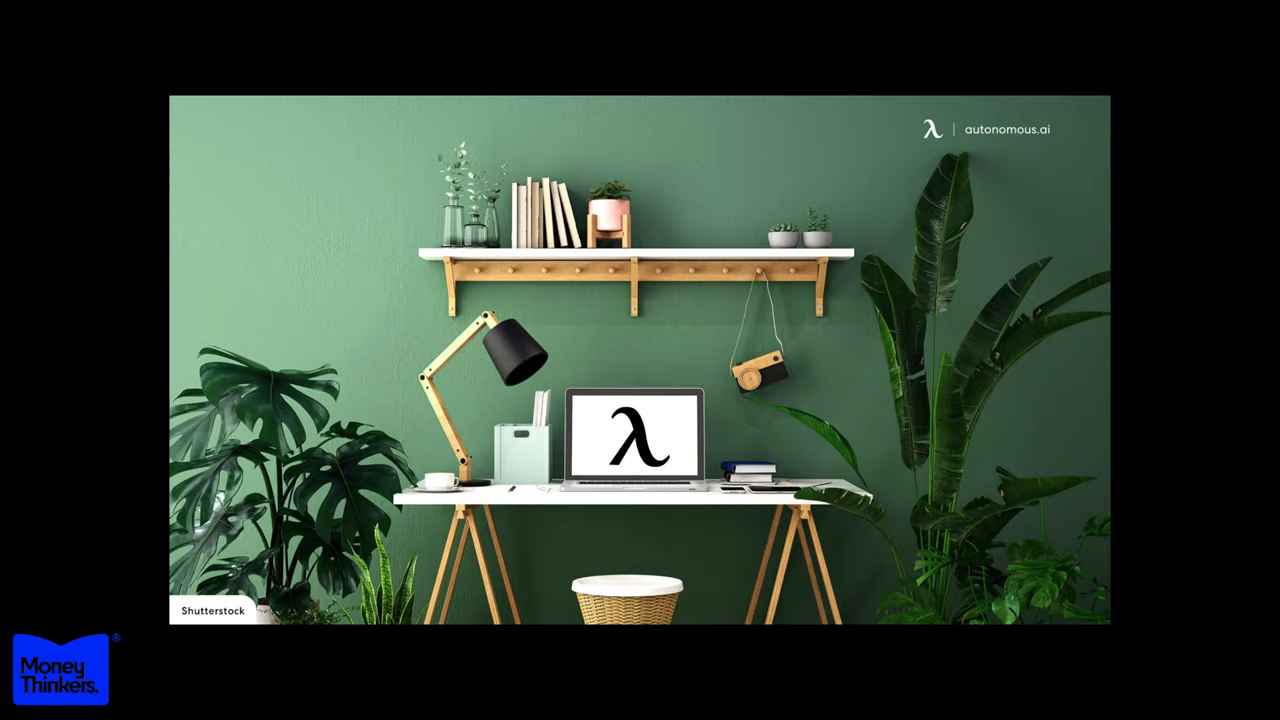 λ | autonomous.ai
λ
Shutterstock
Money
Thinkers.
®